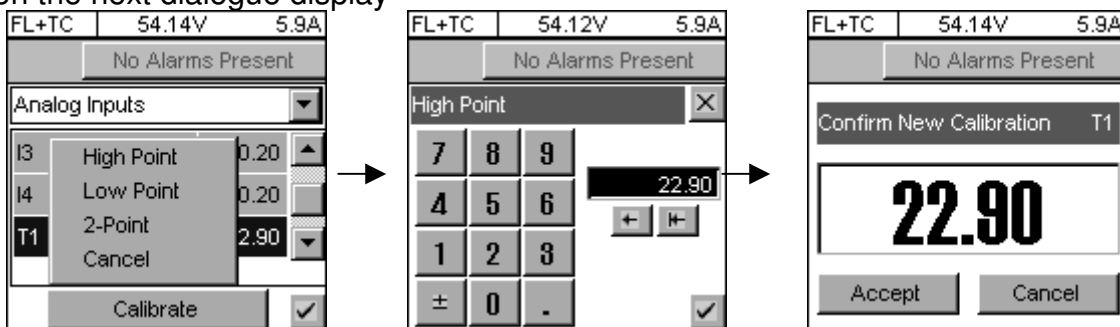 on the next dialogue display
FL+TC 54.14V 5.9A
No Alarms Present
Analog Inputs
I3 0.20
I4 0.20
T1 2.90
High Point
Low Point
2-Point
Cancel
Calibrate
FL+TC 54.12V 5.9A
No Alarms Present
High Point
7 8 9
22.90
4 5 6
1 2 3
± 0 .
FL+TC 54.14V 5.9A
No Alarms Present
Confirm New Calibration T1
22.90
Accept Cancel